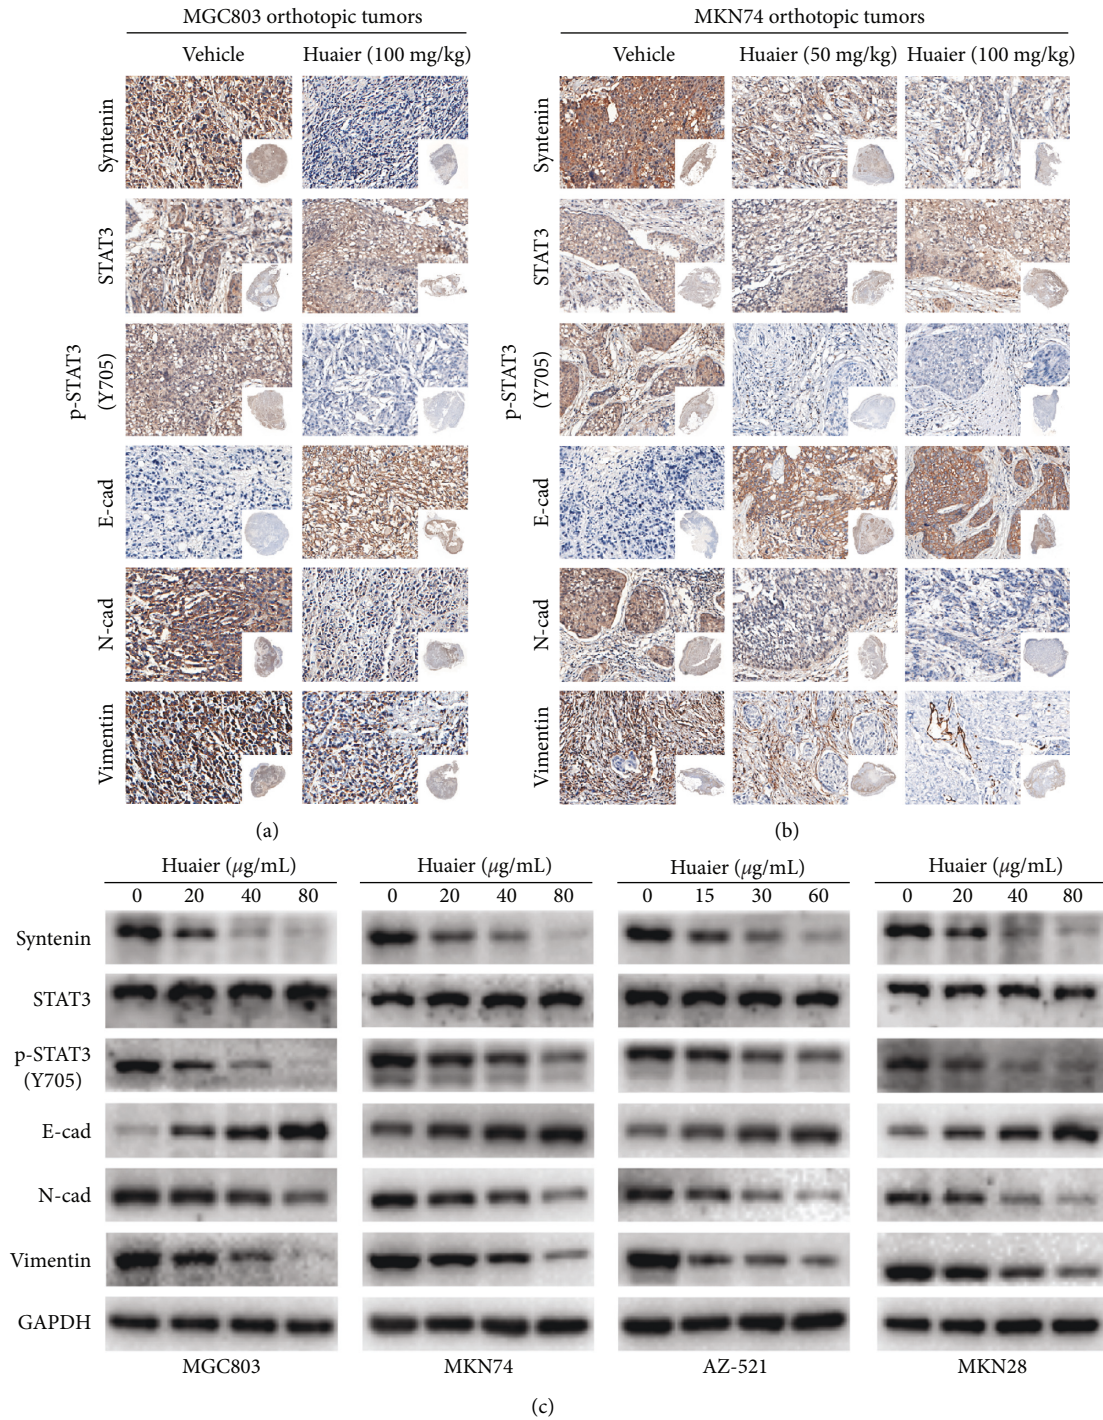 MGC803 orthotopic tumors
Vehicle Huaier (100 mg/kg)
Syntenin
STAT3
p-STAT3
(Y705)
E-cad
N-cad
Vimentin
(a)
MKN74 orthotopic tumors
Vehicle Huaier (50 mg/kg) Huaier (100 mg/kg)
Syntenin
STAT3
p-STAT3
(Y705)
E-cad
N-cad
Vimentin
(b)
Huaier (μg/mL) Huaier (μg/mL) Huaier (μg/mL) Huaier (μg/mL)
0 20 40 80 0 20 40 80 0 15 30 60 0 20 40 80
Syntenin
STAT3
p-STAT3
(Y705)
E-cad
N-cad
Vimentin
GAPDH
MGC803 MKN74 AZ-521 MKN28
(c)